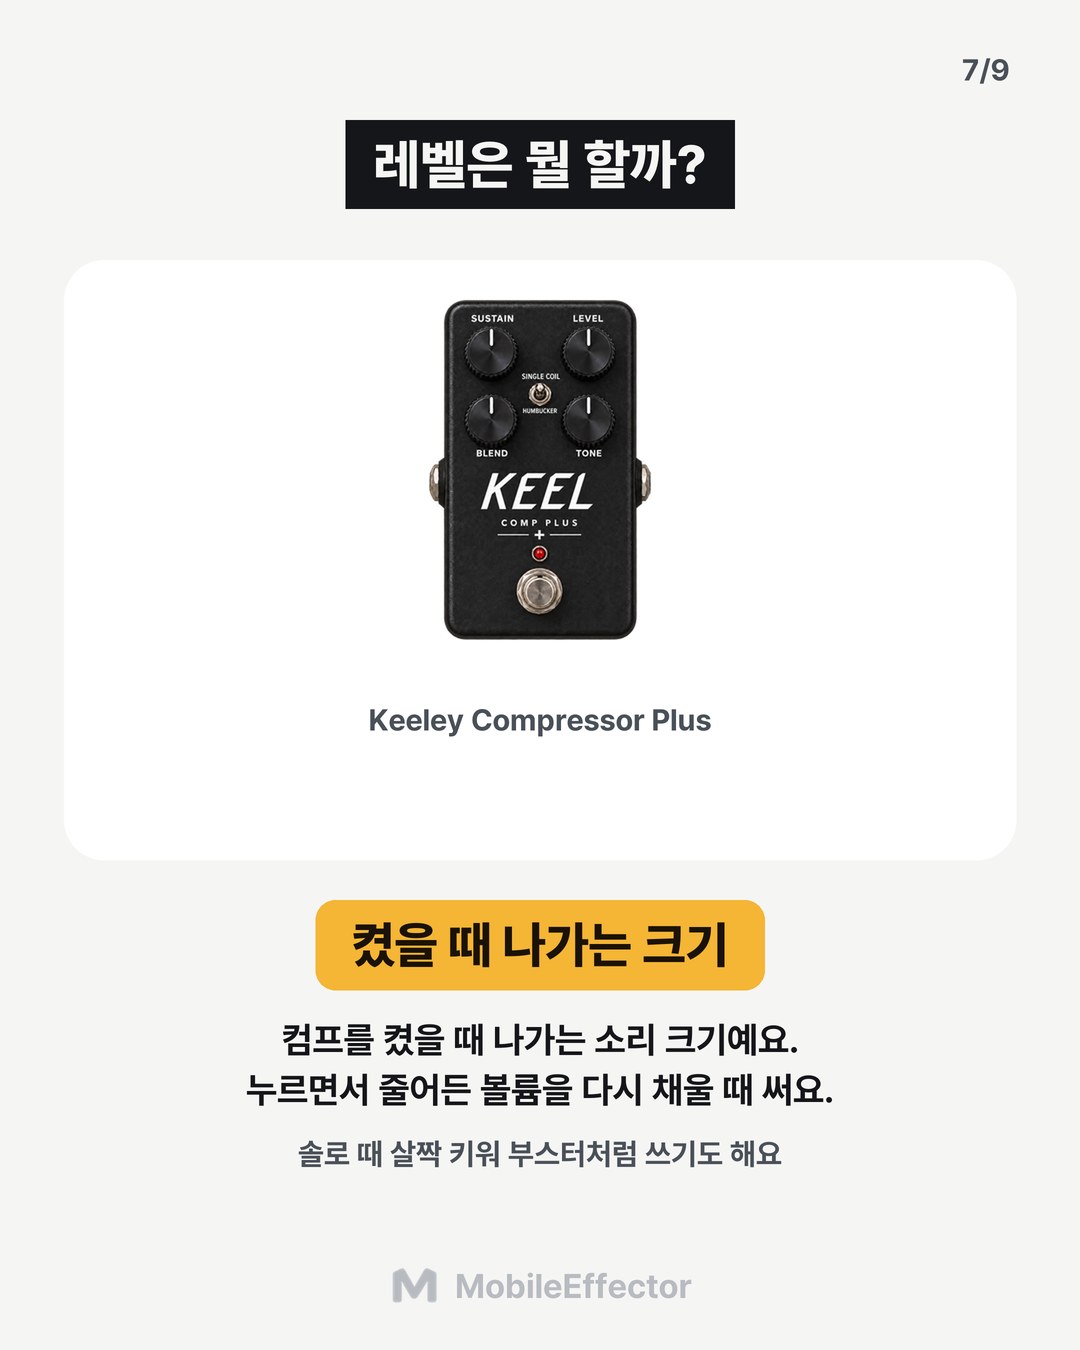 7/9
레벨은 뭘 할까?
SUSTAIN
LEVEL
SINGLE COIL
HUMBUCKER
BLEND
TONE
KEEL
COMP PLUS
Keeley Compressor Plus
켰을 때 나가는 크기
컴프를 켰을 때 나가는 소리 크기예요.
누르면서 줄어든 볼륨을 다시 채울 때 써요.
솔로 때 살짝 키워 부스터처럼 쓰기도 해요
MobileEffector